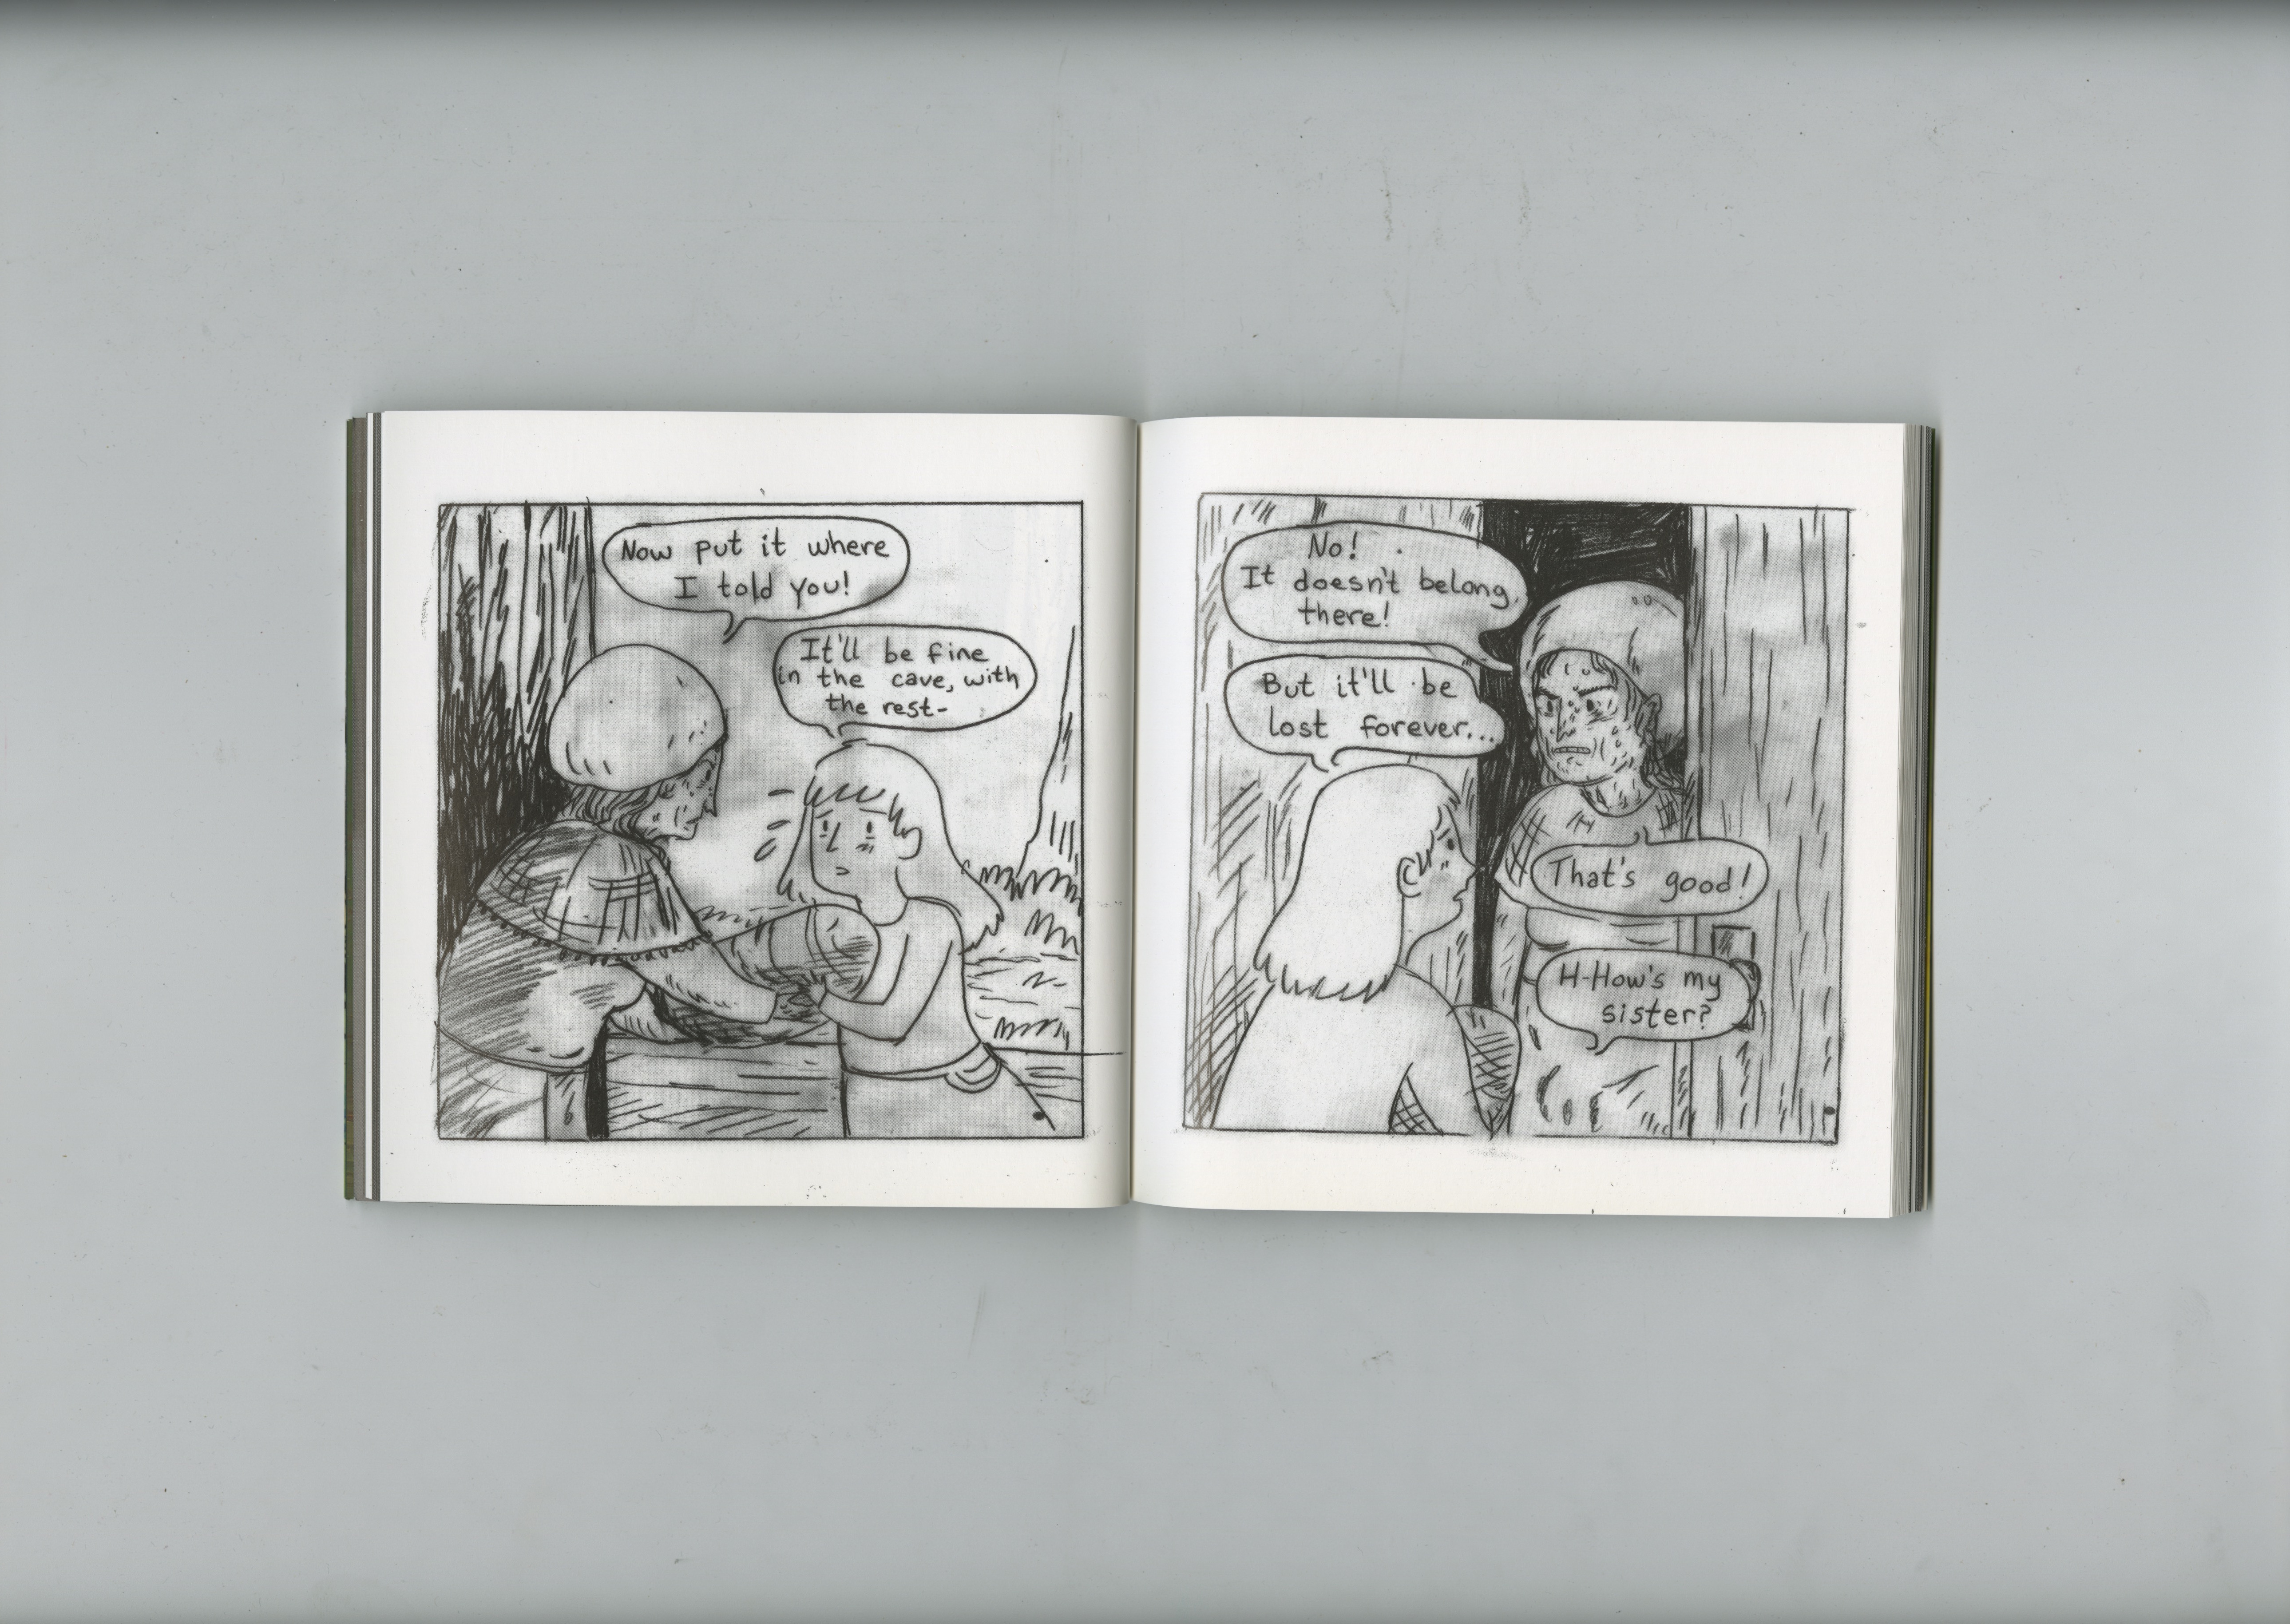 Now put it where
I told you!
It'll be fine
in the cave, with
the rest-
No!
It doesn't belong
there!
But it'll be
lost forever...
That's good!
H-How's my
sister?